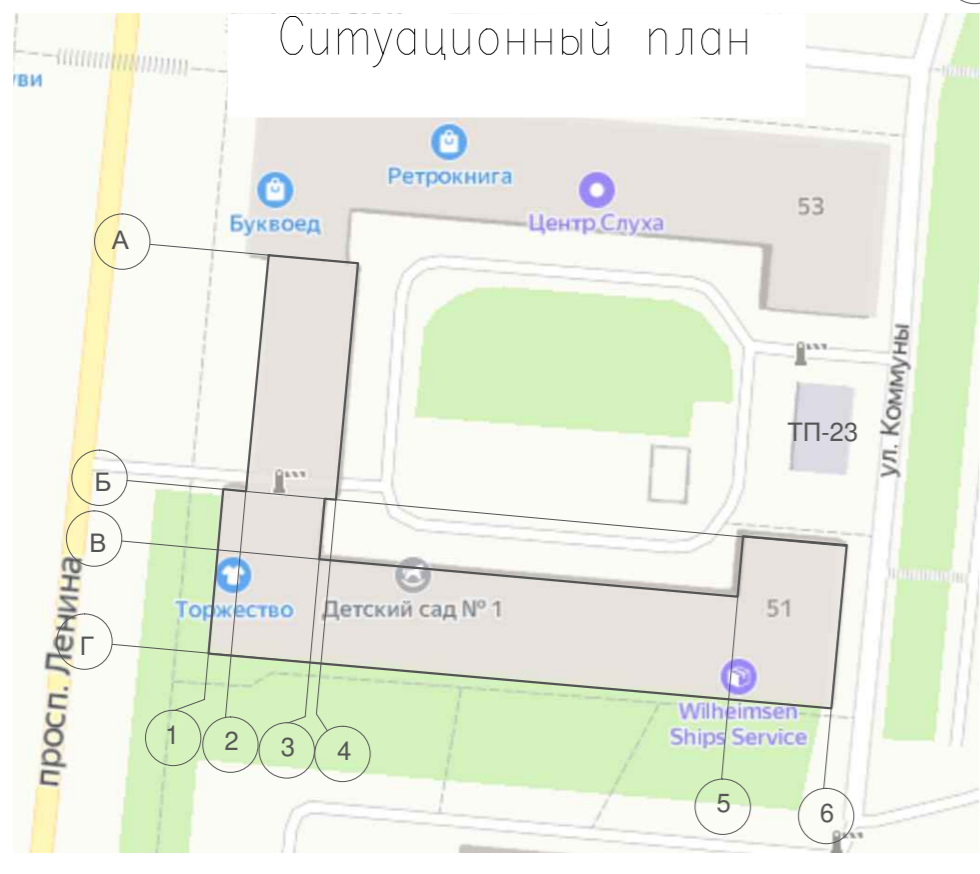 Ситуационный план
уви
Ретрокнига
Буквоед
Центр Слуха
53
А
ул. Коммуны
ТП-23
Б
В
Торжество
Детский сад № 1
51
Г
просп. Ленина
Wilheimsen
Ships Service
1
2
3
4
5
6